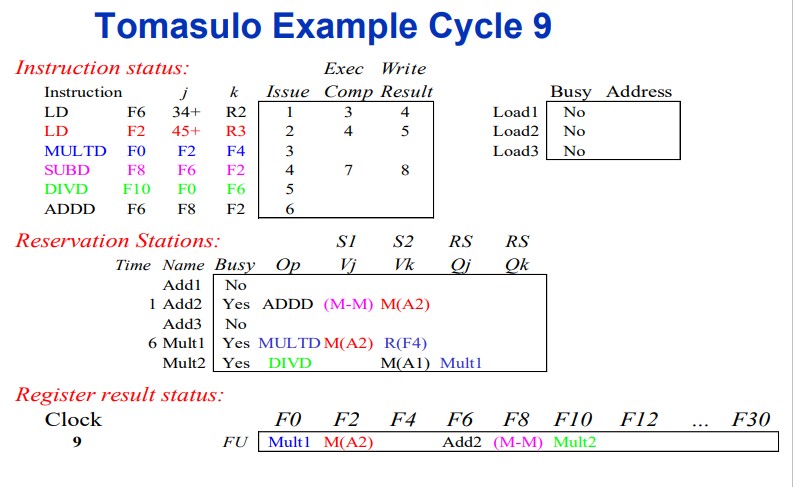 Tomasulo Example Cycle 9
Instruction status: Exec Write
Instruction j k Issue Comp Result Busy Address
LD F6 34+ R2 1 3 4 Load1 No
LD F2 45+ R3 2 4 5 Load2 No
MULTD F0 F2 F4 3 Load3 No
SUBD F8 F6 F2 4 7 8
DIVD F10 F0 F6 5
ADDD F6 F8 F2 6
Reservation Stations: S1 S2 RS RS
Time Name Busy Op Vj Vk Qj Qk
Add1 No
1 Add2 Yes ADDD (M-M) M(A2)
Add3 No
6 Mult1 Yes MULTD M(A2) R(F4)
Mult2 Yes DIVD M(A1) Mult1
Register result status:
Clock F0 F2 F4 F6 F8 F10 F12 ... F30
9 FU Mult1 M(A2) Add2 (M-M) Mult2